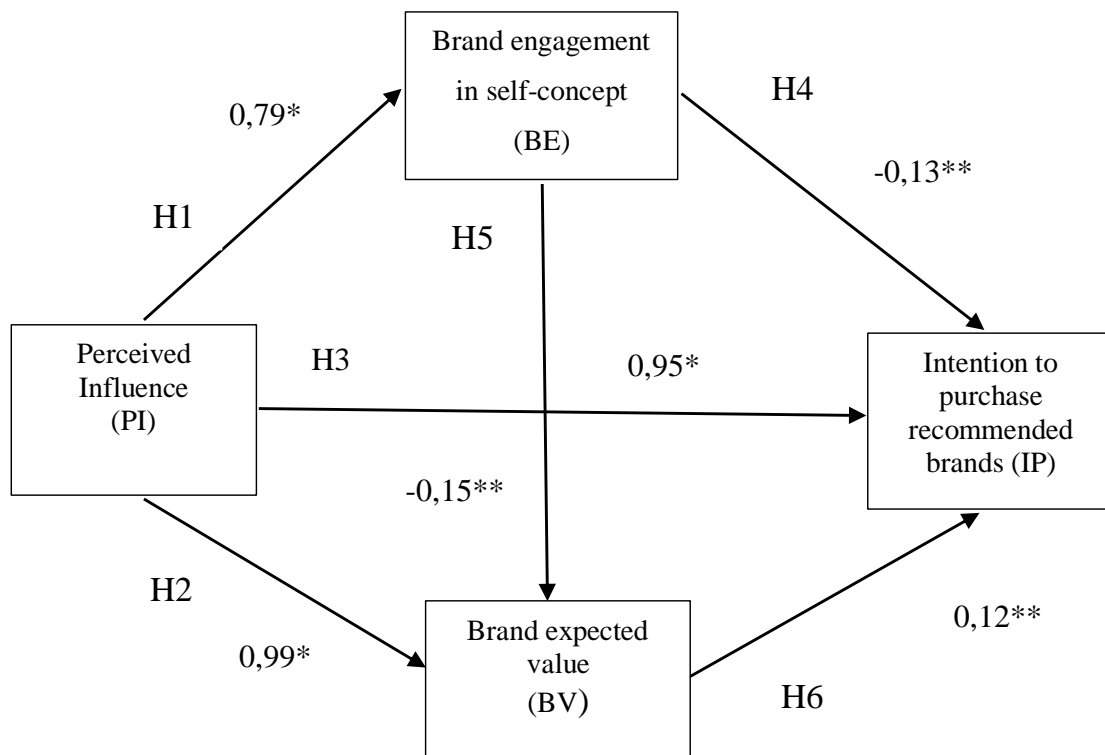 Brand engagement
in self-concept
(BE)
H4
0,79*
-0,13**
H1
H5
Perceived
Influence
(PI)
H3
0,95*
Intention to
purchase
recommended
brands (IP)
-0,15**
H2
0,99*
Brand expected
value
(BV)
0,12**
H6